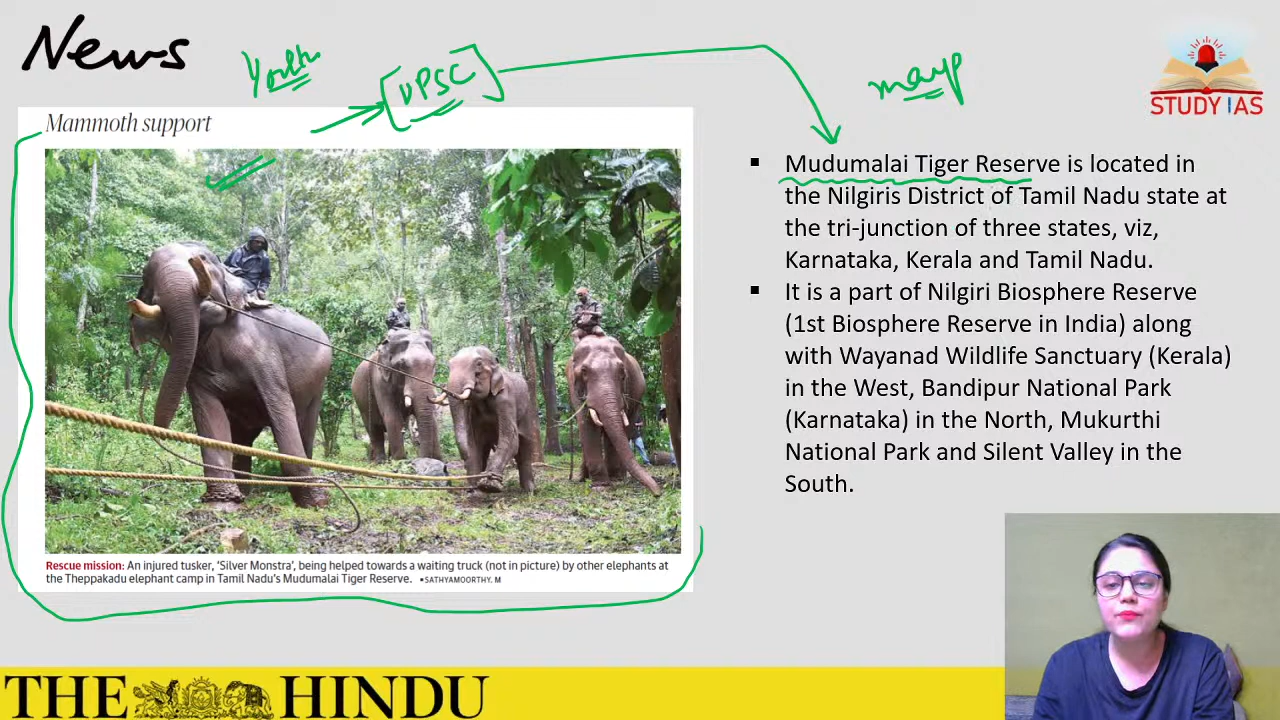 News
Youth
[UPSC]
map
STUDY IAS
Mammoth support
▪ Mudumalai Tiger Reserve is located in
the Nilgiris District of Tamil Nadu state at
the tri-junction of three states, viz,
Karnataka, Kerala and Tamil Nadu.
▪ It is a part of Nilgiri Biosphere Reserve
(1st Biosphere Reserve in India) along
with Wayanad Wildlife Sanctuary (Kerala)
in the West, Bandipur National Park
(Karnataka) in the North, Mukurthi
National Park and Silent Valley in the
South.
Rescue mission: An injured tusker, ‘Silver Monstra’, being helped towards a waiting truck (not in picture) by other elephants at
the Theppakadu elephant camp in Tamil Nadu’s Mudumalai Tiger Reserve. ▪ SATHYAMOORTHY. M
THE HINDU